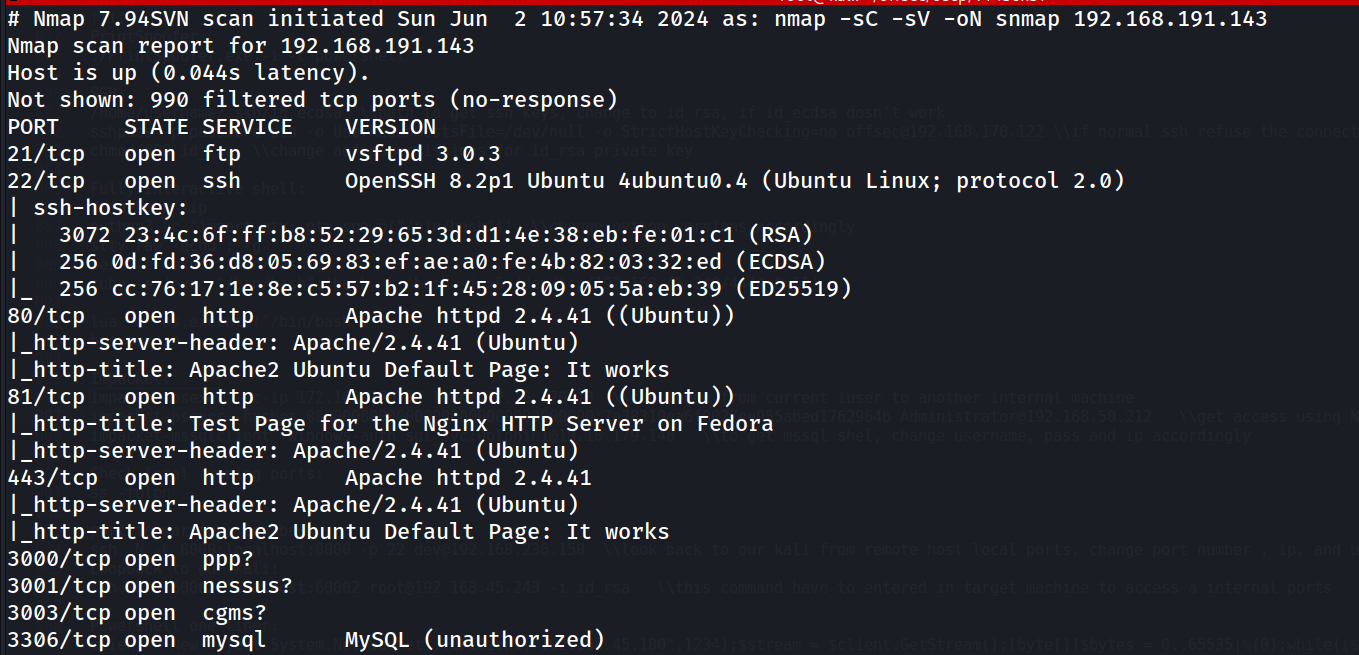 # Nmap 7.94SVN scan initiated Sun Jun  2 10:57:34 2024 as: nmap -sC -sV -oN snmap 192.168.191.143
Nmap scan report for 192.168.191.143
Host is up (0.044s latency).
Not shown: 990 filtered tcp ports (no-response)
PORT     STATE SERVICE    VERSION
21/tcp   open  ftp        vsftpd 3.0.3
22/tcp   open  ssh        OpenSSH 8.2p1 Ubuntu 4ubuntu0.4 (Ubuntu Linux; protocol 2.0)
| ssh-hostkey:
|   3072 23:4c:6f:ff:b8:52:29:65:3d:d1:4e:38:eb:fe:01:c1 (RSA)
|   256 0d:fd:36:d8:05:69:83:ef:ae:a0:fe:4b:82:03:32:ed (ECDSA)
|_  256 cc:76:17:1e:8e:c5:57:b2:1f:45:28:09:05:5a:eb:39 (ED25519)
80/tcp   open  http       Apache httpd 2.4.41 ((Ubuntu))
|_http-server-header: Apache/2.4.41 (Ubuntu)
|_http-title: Apache2 Ubuntu Default Page: It works
81/tcp   open  http       Apache httpd 2.4.41 ((Ubuntu))
|_http-title: Test Page for the Nginx HTTP Server on Fedora
|_http-server-header: Apache/2.4.41 (Ubuntu)
443/tcp  open  http       Apache httpd 2.4.41
|_http-server-header: Apache/2.4.41 (Ubuntu)
|_http-title: Apache2 Ubuntu Default Page: It works
3000/tcp open  ppp?
3001/tcp open  nessus?
3003/tcp open  cgms?
3306/tcp open  mysql      MySQL (unauthorized)